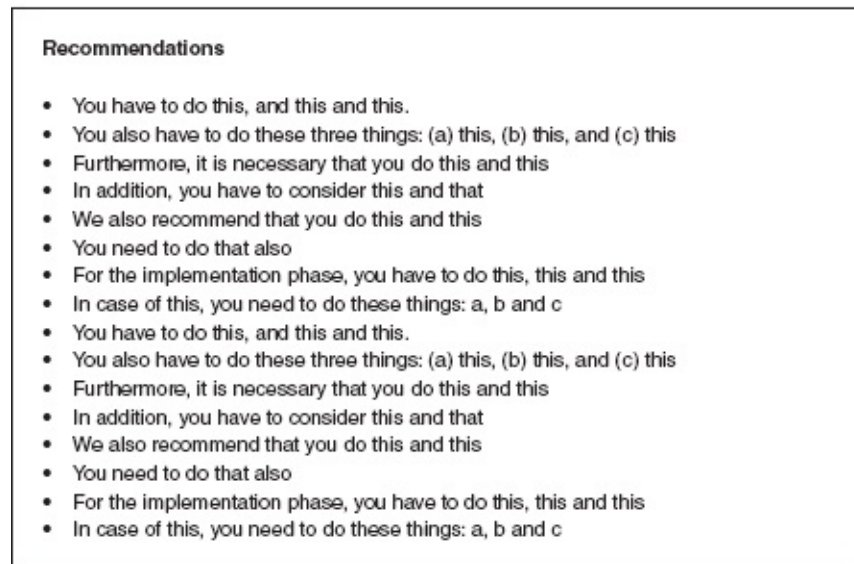 Recommendations
• You have to do this, and this and this.
• You also have to do these three things: (a) this, (b) this, and (c) this
• Furthermore, it is necessary that you do this and this
• In addition, you have to consider this and that
• We also recommend that you do this and this
• You need to do that also
• For the implementation phase, you have to do this, this and this
• In case of this, you need to do these things: a, b and c
• You have to do this, and this and this.
• You also have to do these three things: (a) this, (b) this, and (c) this
• Furthermore, it is necessary that you do this and this
• In addition, you have to consider this and that
• We also recommend that you do this and this
• You need to do that also
• For the implementation phase, you have to do this, this and this
• In case of this, you need to do these things: a, b and c